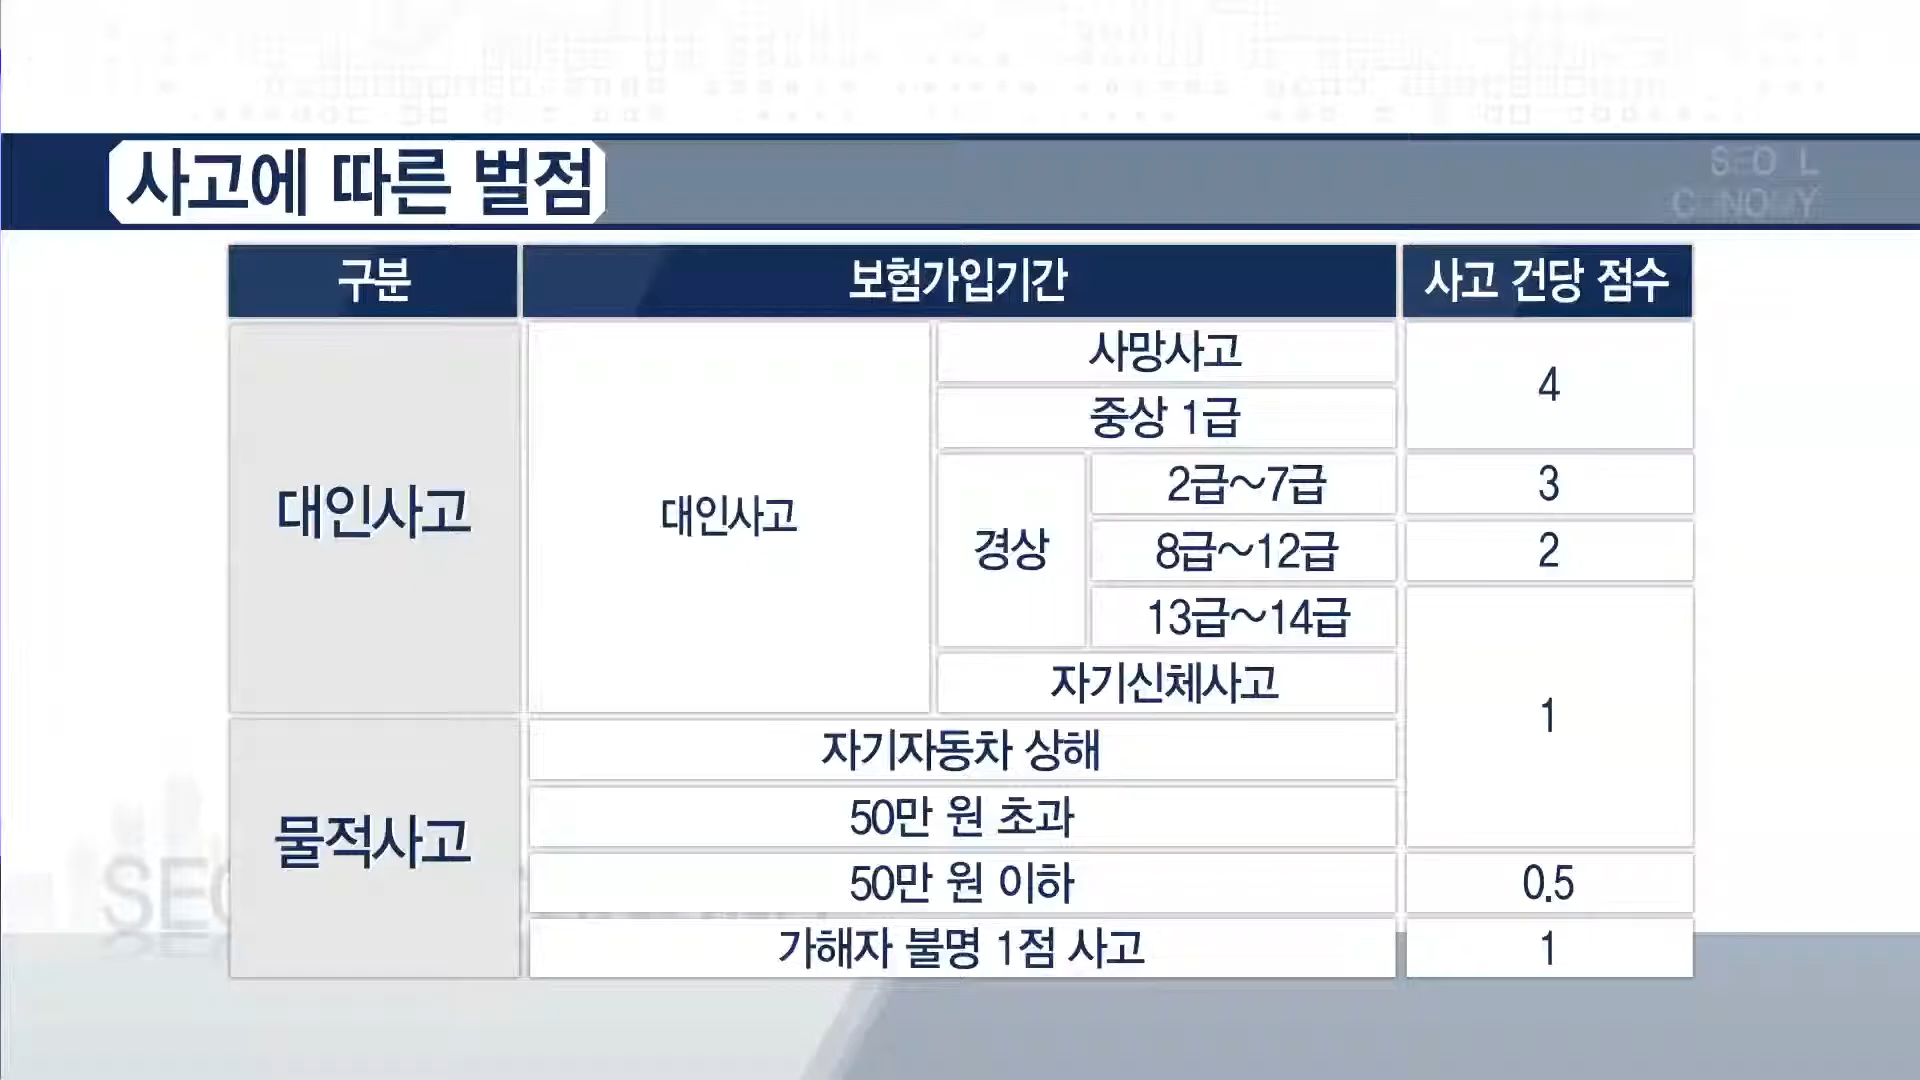 SEO L
사고에 따른 벌점
C NO Y
구분 보험가입기간 사고 건당 점수
대인사고 대인사고 사망사고 4
중상 1급
경상 2급~7급 3
8급~12급 2
13급~14급 1
자기신체사고
물적사고 자기자동차 상해
50만 원 초과
50만 원 이하 0.5
가해자 불명 1점 사고 1
SEO